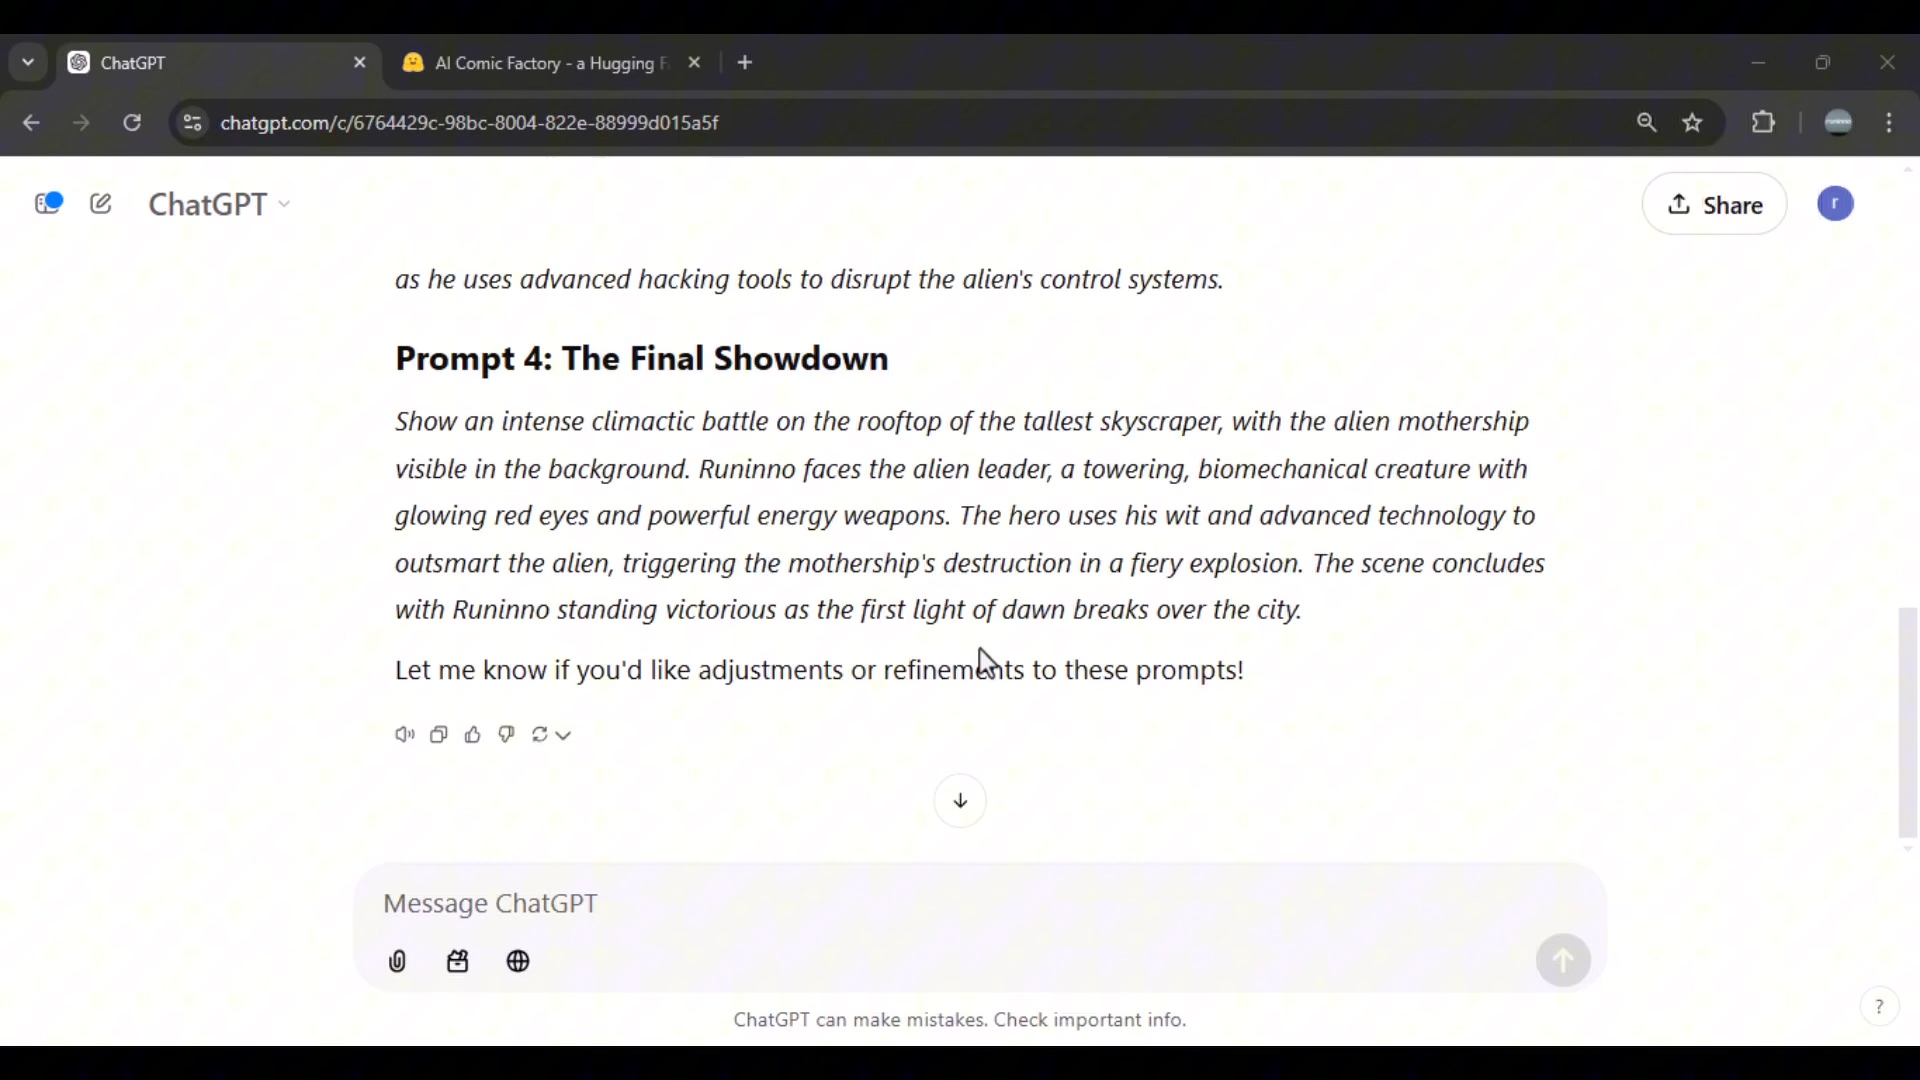 ChatGPT
AI Comic Factory - a Hugging F
chatgpt.com/c/6764429c-98bc-8004-822e-88999d015a5f
ChatGPT
Share
r
as he uses advanced hacking tools to disrupt the alien's control systems.
Prompt 4: The Final Showdown
Show an intense climactic battle on the rooftop of the tallest skyscraper, with the alien mothership
visible in the background. Runinno faces the alien leader, a towering, biomechanical creature with
glowing red eyes and powerful energy weapons. The hero uses his wit and advanced technology to
outsmart the alien, triggering the mothership's destruction in a fiery explosion. The scene concludes
with Runinno standing victorious as the first light of dawn breaks over the city.
Let me know if you'd like adjustments or refinements to these prompts!
Message ChatGPT
ChatGPT can make mistakes. Check important info.
?